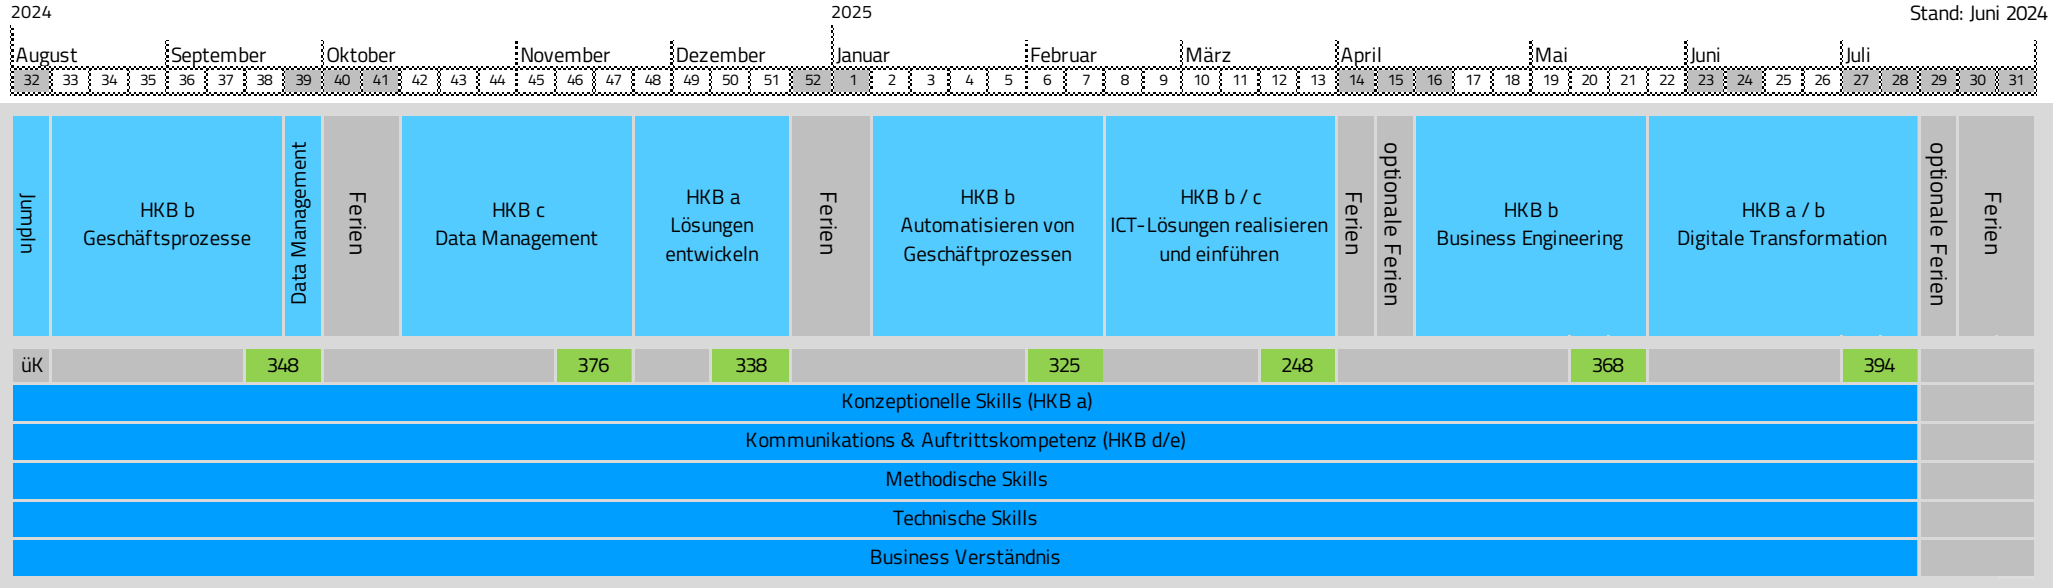 2024 2025 Stand: Juni 2024
August September Oktober November Dezember Januar Februar März April Mai Juni Juli
32 33 34 35 36 37 38 39 40 41 42 43 44 45 46 47 48 49 50 51 52 1 2 3 4 5 6 7 8 9 10 11 12 13 14 15 16 17 18 19 20 21 22 23 24 25 26 27 28 29 30 31
JumpIn
HKB b
Geschäftsprozesse
Data Management
Ferien
HKB c
Data Management
HKB a
Lösungen
entwickeln
Ferien
HKB b
Automatisieren von
Geschäftprozessen
HKB b / c
ICT-Lösungen realisieren
und einführen
Ferien
optionale Ferien
HKB b
Business Engineering
HKB a / b
Digitale Transformation
optionale Ferien
Ferien
üK 348 376 338 325 248 368 394
Konzeptionelle Skills (HKB a)
Kommunikations & Auftrittskompetenz (HKB d/e)
Methodische Skills
Technische Skills
Business Verständnis